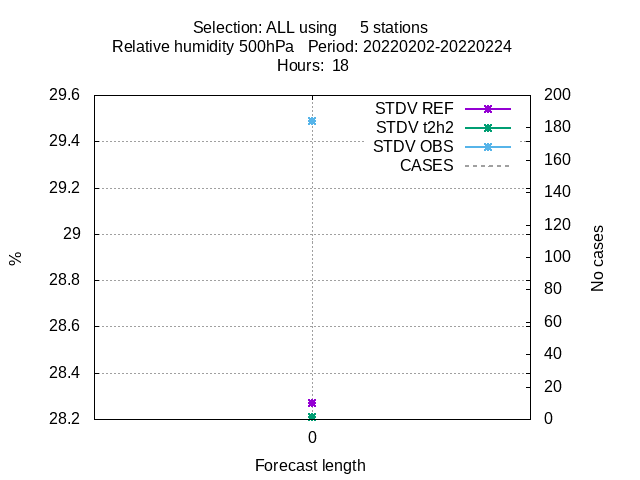 Selection: ALL using     5 stations
Relative humidity 500hPa   Period: 20220202-20220224
Hours:  18
STDV REF
STDV t2h2
STDV OBS
CASES
29.6
29.4
29.2
29
28.8
28.6
28.4
28.2
%
200
180
160
140
120
100
80
60
40
20
0
No cases
0
Forecast length